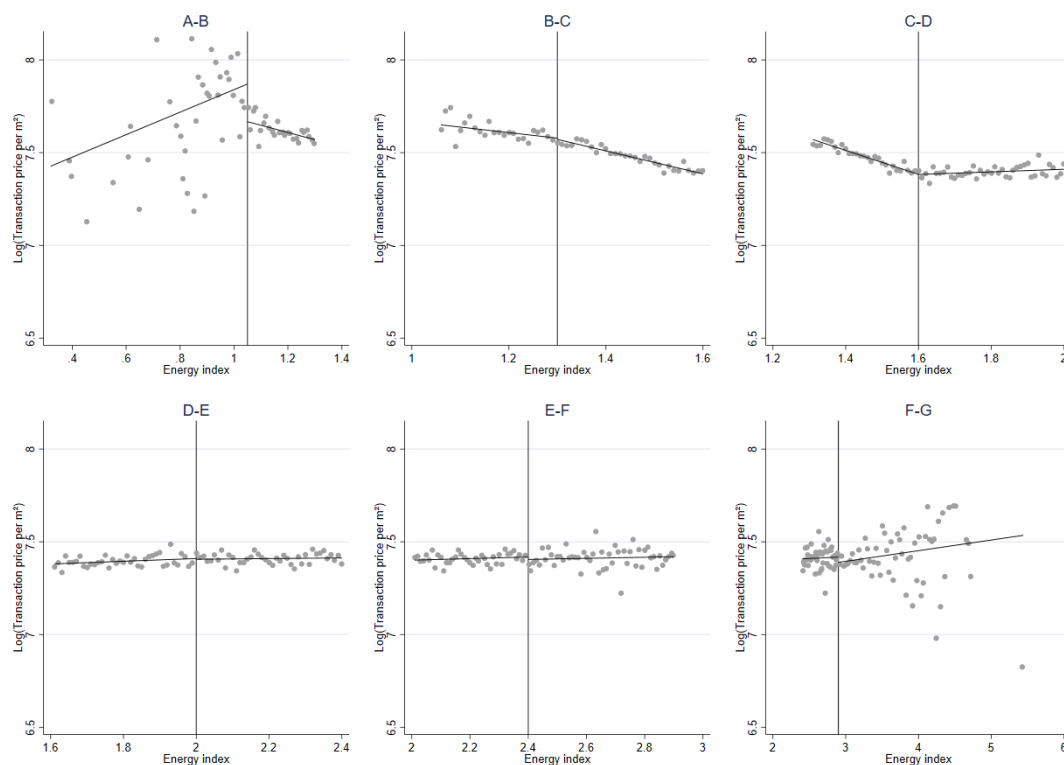 A-B
Log(Transaction price per m²)
8
7.5
7
6.5
.4 .6 .8 1 1.2 1.4
Energy index
B-C
Log(Transaction price per m²)
8
7.5
7
6.5
1 1.2 1.4 1.6
Energy index
C-D
Log(Transaction price per m²)
8
7.5
7
6.5
1.2 1.4 1.6 1.8 2
Energy index
D-E
Log(Transaction price per m²)
8
7.5
7
6.5
1.6 1.8 2 2.2 2.4
Energy index
E-F
Log(Transaction price per m²)
8
7.5
7
6.5
2 2.2 2.4 2.6 2.8 3
Energy index
F-G
Log(Transaction price per m²)
8
7.5
7
6.5
2 3 4 5 6
Energy index